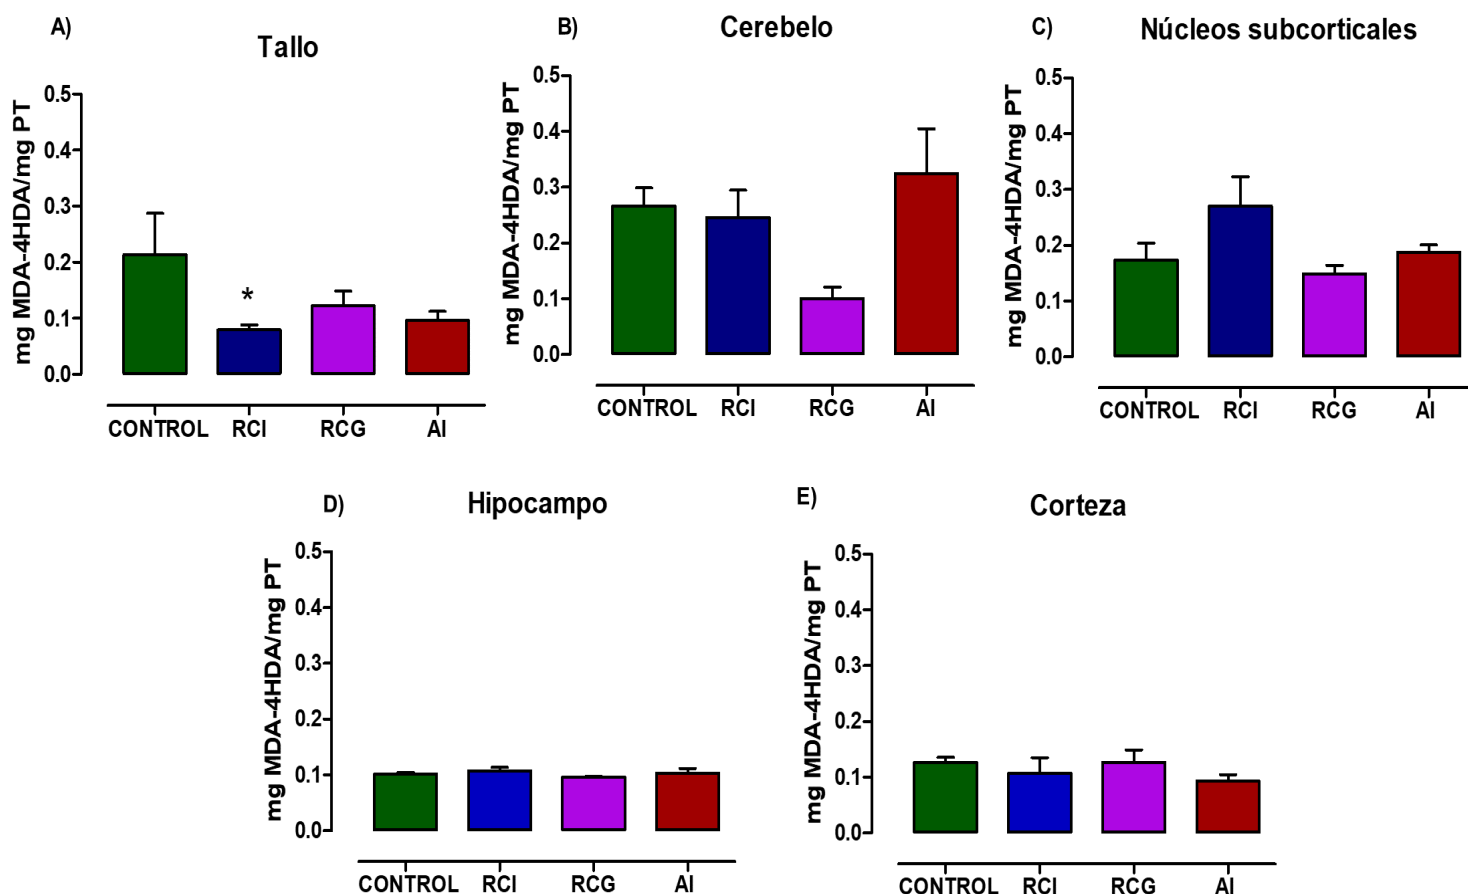 A)
Tallo
mg MDA-4HDA/mg PT
0.5
0.4
0.3
0.2
0.1
0.0
*
CONTROL RCI RCG AI
B)
Cerebelo
mg MDA-4HDA/mg PT
0.5
0.4
0.3
0.2
0.1
0.0
CONTROL RCI RCG AI
C)
Núcleos subcorticales
mg MDA-4HDA/mg PT
0.5
0.4
0.3
0.2
0.1
0.0
CONTROL RCI RCG AI
D)
Hipocampo
mg MDA-4HDA/mg PT
0.5
0.4
0.3
0.2
0.1
0.0
CONTROL RCI RCG AI
E)
Corteza
mg MDA-4HDA/mg PT
0.5
0.4
0.3
0.2
0.1
0.0
CONTROL RCI RCG AI